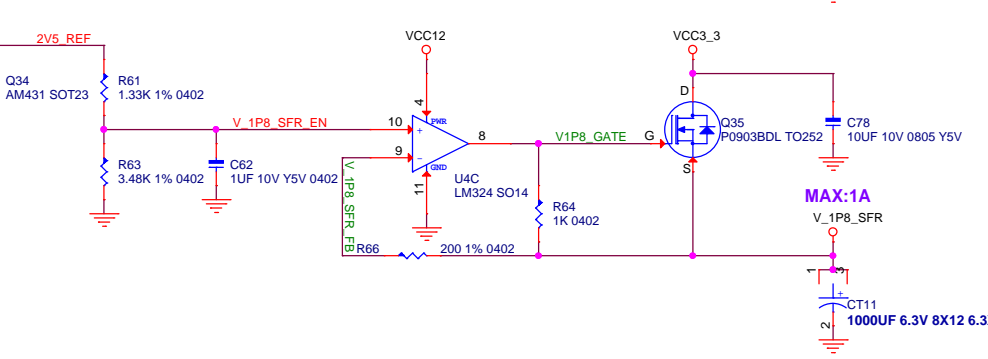 2V5_REF
VCC12
VCC3_3
Q34
AM431 SOT23
R61
1.33K 1% 0402
4
PWR
D
Q35
P0903BDL TO252
C78
10UF 10V 0805 Y5V
V_1P8_SFR_EN
10
+
8
V1P8_GATE
G
9
-
R63
3.48K 1% 0402
C62
1UF 10V Y5V 0402
V_1P8_SFR_FB
GND
11
U4C
LM324 SO14
S
R64
1K 0402
MAX:1A
V_1P8_SFR
R66
200 1% 0402
1
3
+
CT11
1000UF 6.3V 8X12 6.3
2